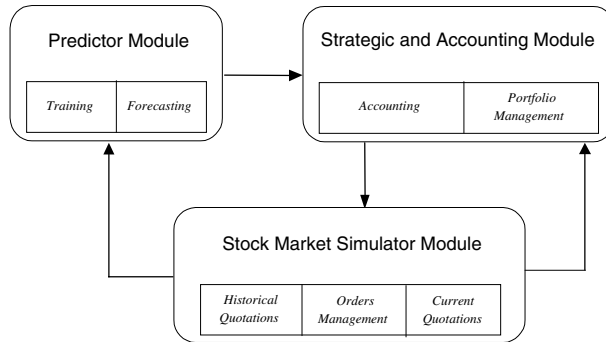 Predictor Module
Training
Forecasting
Strategic and Accounting Module
Accounting
Portfolio
Management
Stock Market Simulator Module
Historical
Quotations
Orders
Management
Current
Quotations